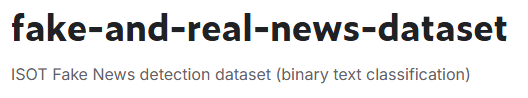 fake-and-real-news-dataset
ISOT Fake News detection dataset (binary text classification)